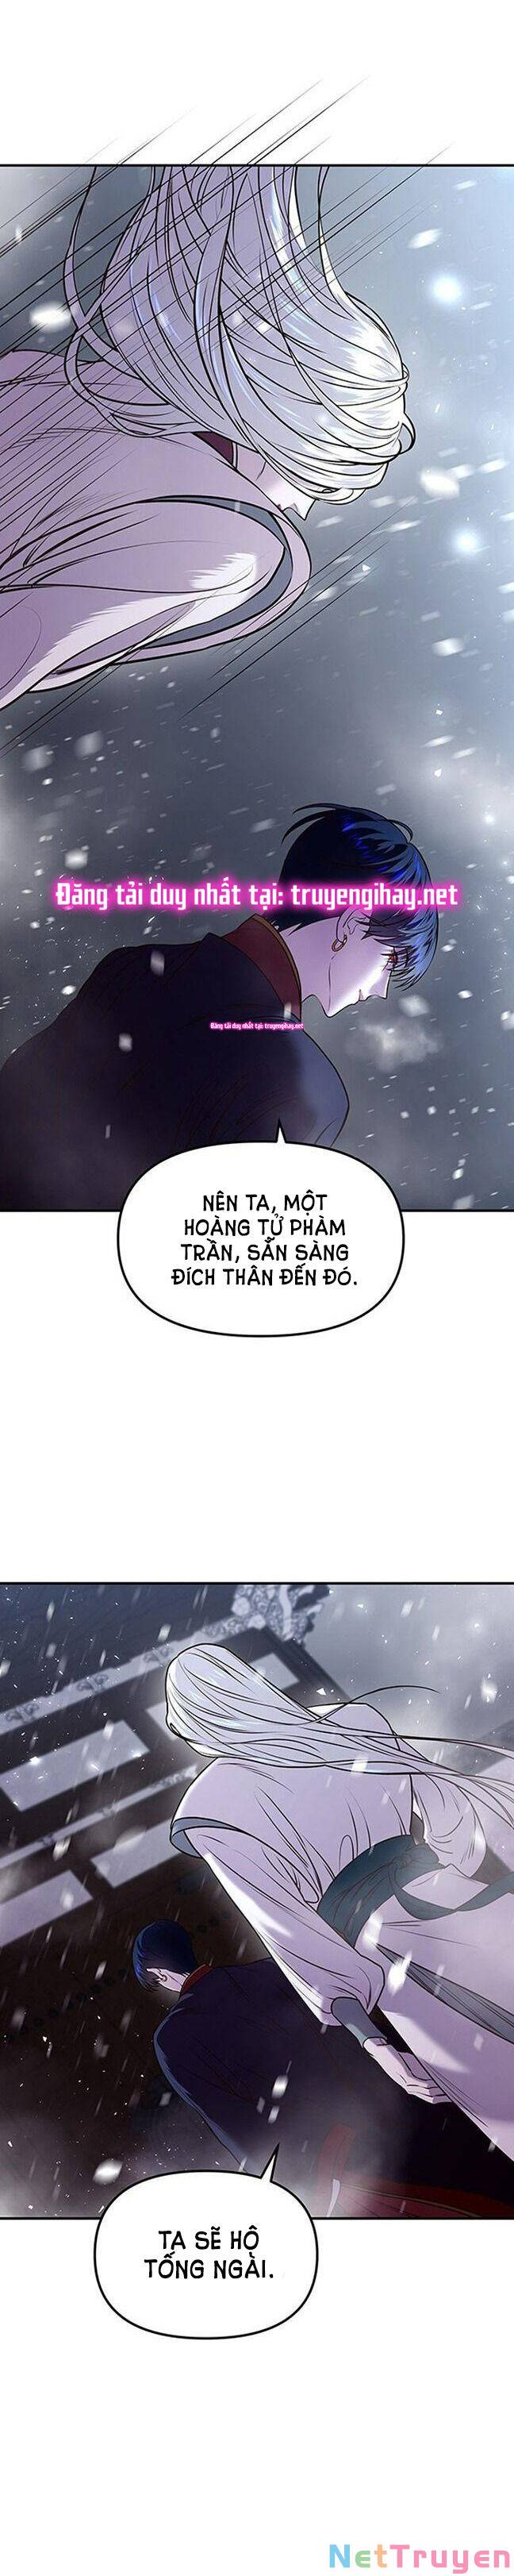 Đăng tải duy nhất tại: truyengihay.net
Đăng tải duy nhất tại: truyengihay.net
NÊN TA, MỘT
HOÀNG TỬ PHÀM
TRẦN, SẴN SÀNG
ĐÍCH THÂN ĐẾN ĐÓ.
TA SẼ HỘ
TỐNG NGÀI.
NetTruyen